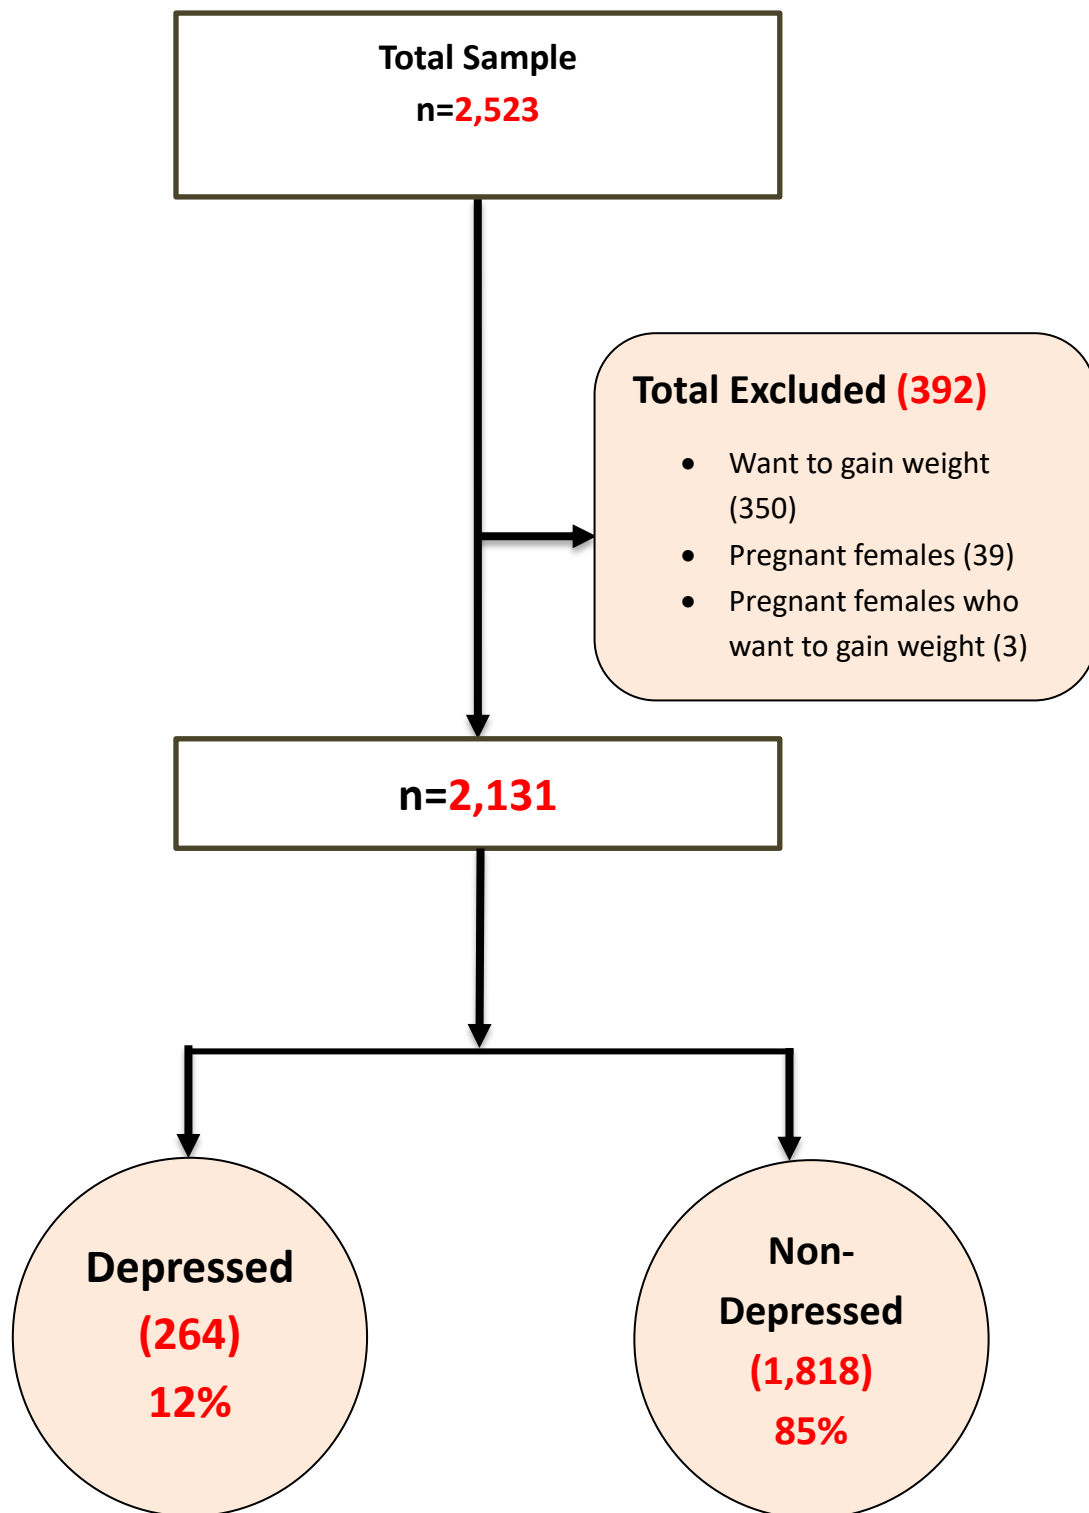 Total Sample
n=2,523
Total Excluded (392)
• Want to gain weight
(350)
• Pregnant females (39)
• Pregnant females who
want to gain weight (3)
n=2,131
Depressed
(264)
12%
Non-
Depressed
(1,818)
85%